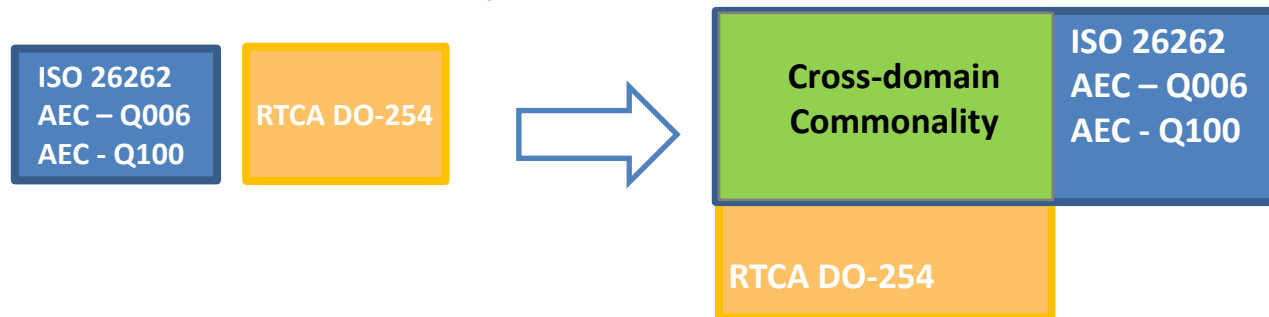 ISO 26262
AEC – Q006
AEC - Q100
RTCA DO-254
Cross-domain
Commonality
ISO 26262
AEC – Q006
AEC - Q100
RTCA DO-254